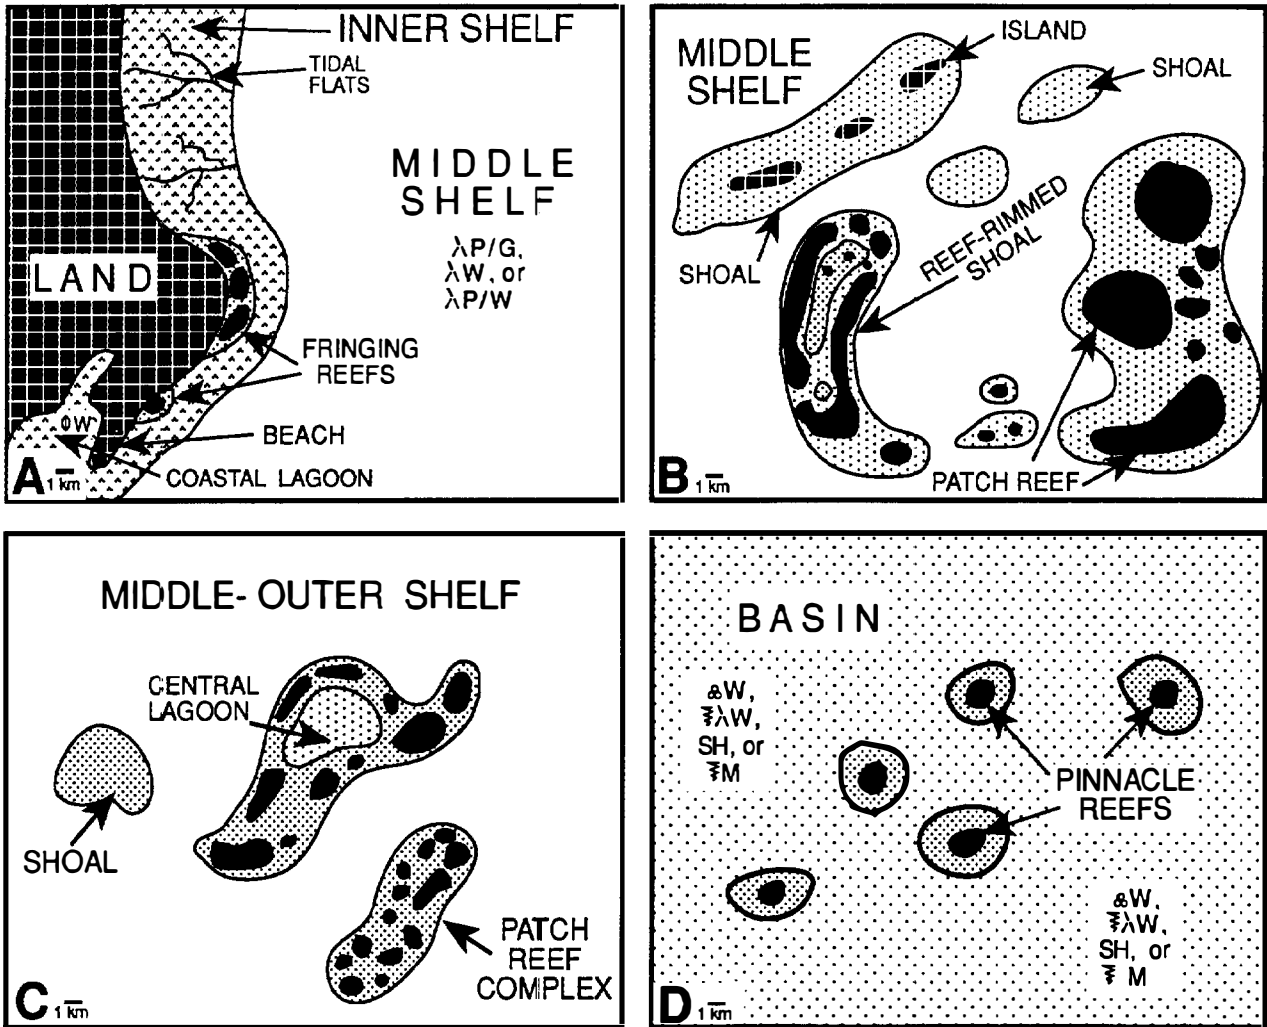 INNER SHELF
TIDAL
FLATS
MIDDLE
SHELF
λP/G,
λW, or
λP/W
LAND
FRINGING
REEFS
ΦW
BEACH
COASTAL LAGOON
A 1 km
MIDDLE
SHELF
ISLAND
SHOAL
SHOAL
REEF-RIMMED
SHOAL
PATCH REEF
B 1 km
MIDDLE- OUTER SHELF
CENTRAL
LAGOON
SHOAL
PATCH
REEF
COMPLEX
C 1 km
BASIN
W,
λW,
SH, or
M
PINNACLE
REEFS
W,
λW,
SH, or
M
D 1 km